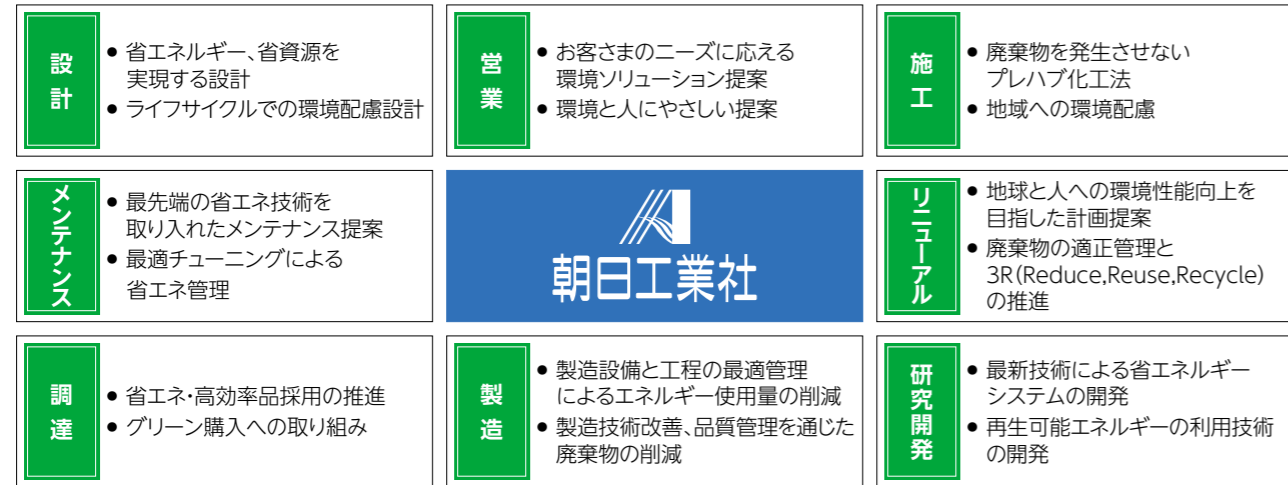 設計
● 省エネルギー、省資源を
実現する設計
● ライフサイクルでの環境配慮設計
営業
● お客さまのニーズに応える
環境ソリューション提案
● 環境と人にやさしい提案
施工
● 廃棄物を発生させない
プレハブ化工法
● 地域への環境配慮
メンテナンス
● 最先端の省エネ技術を
取り入れたメンテナンス提案
● 最適チューニングによる
省エネ管理
朝日工業社
リニューアル
● 地球と人への環境性能向上を
目指した計画提案
● 廃棄物の適正管理と
3R(Reduce,Reuse,Recycle)
の推進
調達
● 省エネ・高効率品採用の推進
● グリーン購入への取り組み
製造
● 製造設備と工程の最適管理
によるエネルギー使用量の削減
● 製造技術改善、品質管理を通じた
廃棄物の削減
研究開発
● 最新技術による省エネルギー
システムの開発
● 再生可能エネルギーの利用技術
の開発